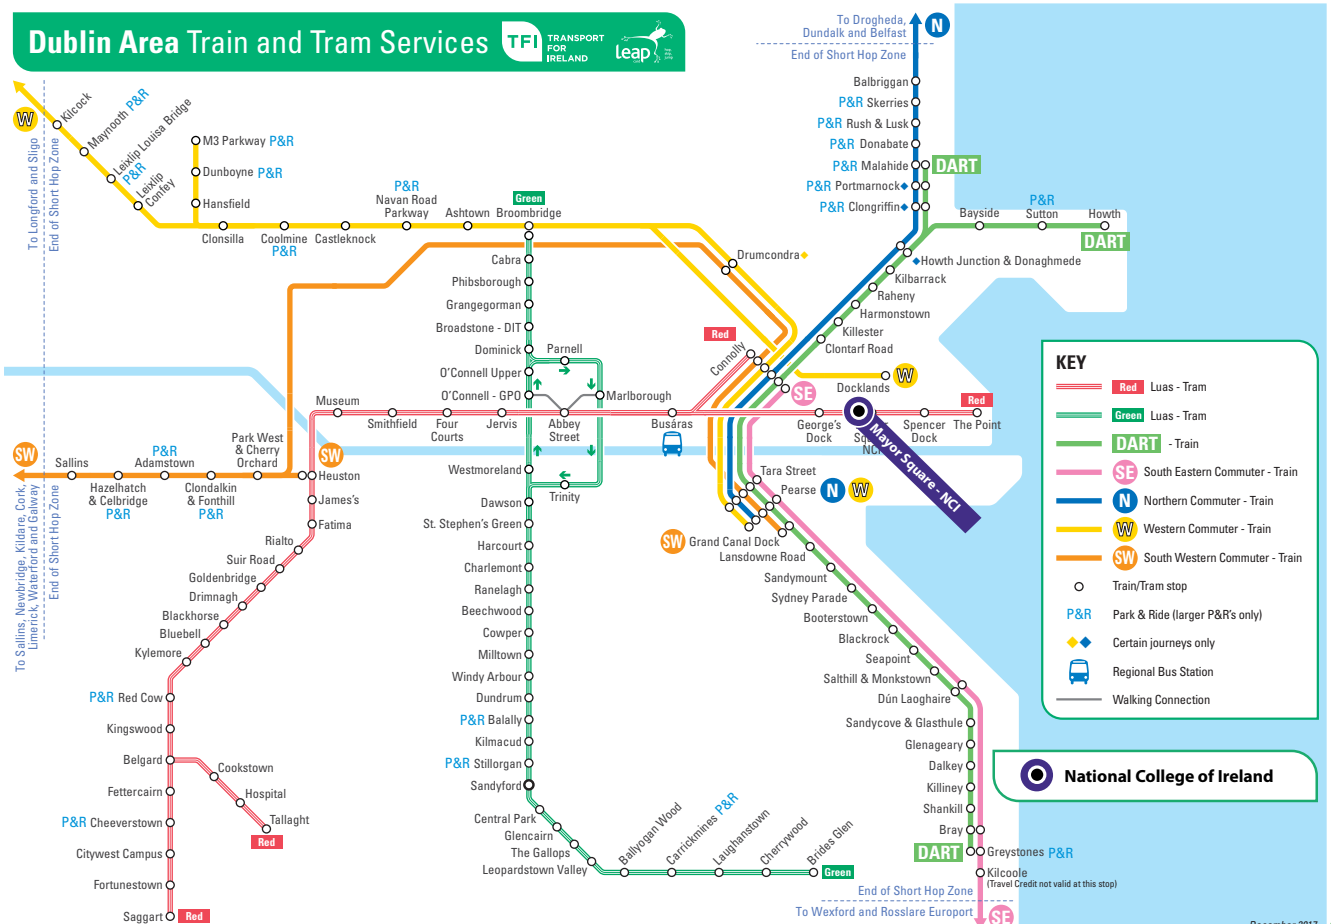 Dublin Area Train and Tram Services
TFI
TRANSPORT
FOR
IRELAND
leap
To Drogheda,
Dundalk and Belfast
N
End of Short Hop Zone
Balbriggan
P&R Skerries
P&R Rush & Lusk
P&R Donabate
P&R Malahide
DART
P&R Portmarnock
P&R Clongriffin
Bayside
P&R
Sutton
Howth
DART
Howth Junction & Donaghmede
Kilbarrack
Raheny
Harmonstown
Killester
Clontarf Road
W
To Longford and Sligo
End of Short Hop Zone
Kilcock
Maynooth P&R
Leixlip Louisa Bridge
P&R
Leixlip
Confey
M3 Parkway P&R
Dunboyne P&R
Hansfield
Clonsilla
Coolmine
P&R
Castleknock
P&R
Navan Road
Parkway
Ashtown
Green
Broombridge
Drumcondra
Cabra
Phibsborough
Grangegorman
Broadstone - DIT
Dominick
Parnell
O'Connell Upper
O'Connell - GPO
Marlborough
Red
Connolly
Docklands
W
SE
Museum
Smithfield
Four
Courts
Jervis
Abbey
Street
Busáras
George's
Dock
Mayor Square - NCI
Spencer
Dock
Red
The Point
SW
Sallins
Hazelhatch
& Celbridge
P&R
P&R
Adamstown
Clondalkin
& Fonthill
P&R
Park West
& Cherry
Orchard
SW
Heuston
James's
Fatima
Rialto
Suir Road
Goldenbridge
Drimnagh
Blackhorse
Bluebell
Kylemore
P&R Red Cow
Kingswood
Belgard
Cookstown
Hospital
Tallaght
Red
Fettercairn
P&R Cheeverstown
Citywest Campus
Fortunestown
Saggart
Red
To Sallins, Newbridge, Kildare, Cork,
Limerick, Waterford and Galway
End of Short Hop Zone
Westmoreland
Trinity
Dawson
St. Stephen's Green
Harcourt
Charlemont
Ranelagh
Beechwood
Cowper
Milltown
Windy Arbour
Dundrum
P&R Balally
Kilmacud
P&R Stillorgan
Sandyford
Central Park
Glencairn
The Gallops
Leopardstown Valley
Ballyogan Wood
Carrickmines P&R
Laughanstown
Cherrywood
Brides Glen
Green
Tara Street
Pearse
N
W
SW
Grand Canal Dock
Lansdowne Road
Sandymount
Sydney Parade
Booterstown
Blackrock
Seapoint
Salthill & Monkstown
Dún Laoghaire
Sandycove & Glasthule
Glenageary
Dalkey
Killiney
Shankill
Bray
DART
Greystones P&R
Kilcoole
(Travel Credit not valid at this stop)
End of Short Hop Zone
To Wexford and Rosslare Europort
SE
KEY
Red Luas - Tram
Green Luas - Tram
DART - Train
SE South Eastern Commuter - Train
N Northern Commuter - Train
W Western Commuter - Train
SW South Western Commuter - Train
Train/Tram stop
P&R Park & Ride (larger P&R's only)
Certain journeys only
Regional Bus Station
Walking Connection
National College of Ireland
December 2017